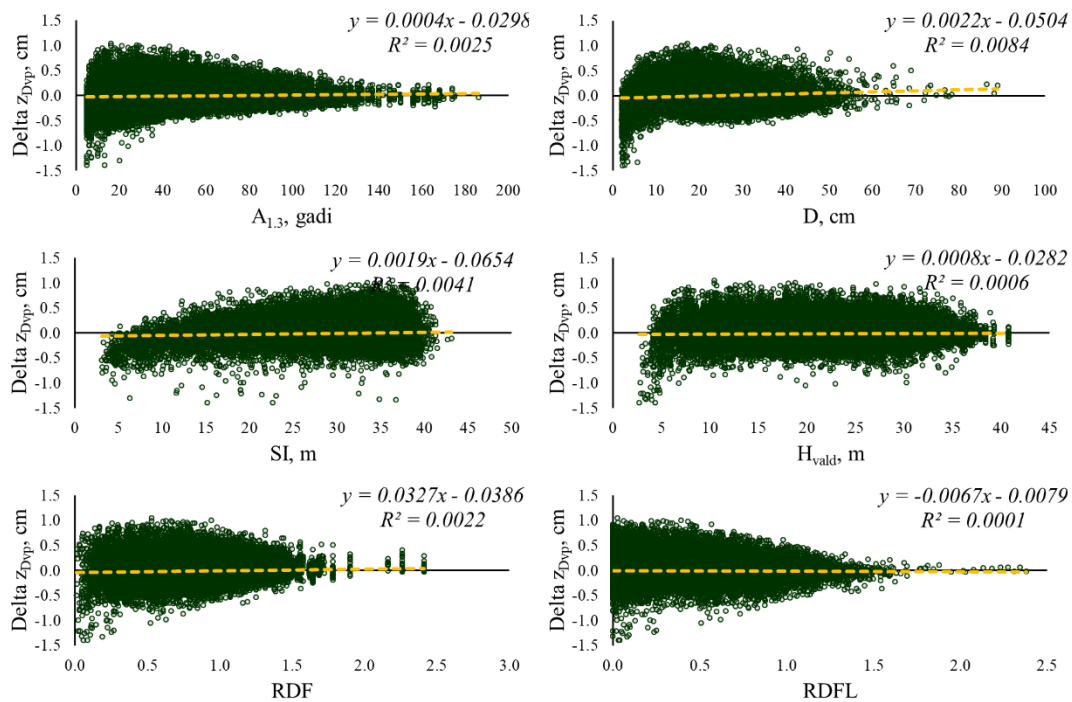 y = 0.0004x - 0.0298
R² = 0.0025
Delta z_Dvp, cm
1.5
1.0
0.5
0.0
-0.5
-1.0
-1.5
0 20 40 60 80 100 120 140 160 180 200
A_1.3, gadi
y = 0.0022x - 0.0504
R² = 0.0084
Delta z_Dvp, cm
1.5
1.0
0.5
0.0
-0.5
-1.0
-1.5
0 10 20 30 40 50 60 70 80 90 100
D, cm
y = 0.0019x - 0.0654
R² = 0.0041
Delta z_Dvp, cm
1.5
1.0
0.5
0.0
-0.5
-1.0
-1.5
0 5 10 15 20 25 30 35 40 45 50
SI, m
y = 0.0008x - 0.0282
R² = 0.0006
Delta z_Dvp, cm
1.5
1.0
0.5
0.0
-0.5
-1.0
-1.5
0 5 10 15 20 25 30 35 40 45
H_vald, m
y = 0.0327x - 0.0386
R² = 0.0022
Delta z_Dvp, cm
1.5
1.0
0.5
0.0
-0.5
-1.0
-1.5
0.0 0.5 1.0 1.5 2.0 2.5 3.0
RDF
y = -0.0067x - 0.0079
R² = 0.0001
Delta z_Dvp, cm
1.5
1.0
0.5
0.0
-0.5
-1.0
-1.5
0.0 0.5 1.0 1.5 2.0 2.5
RDFL